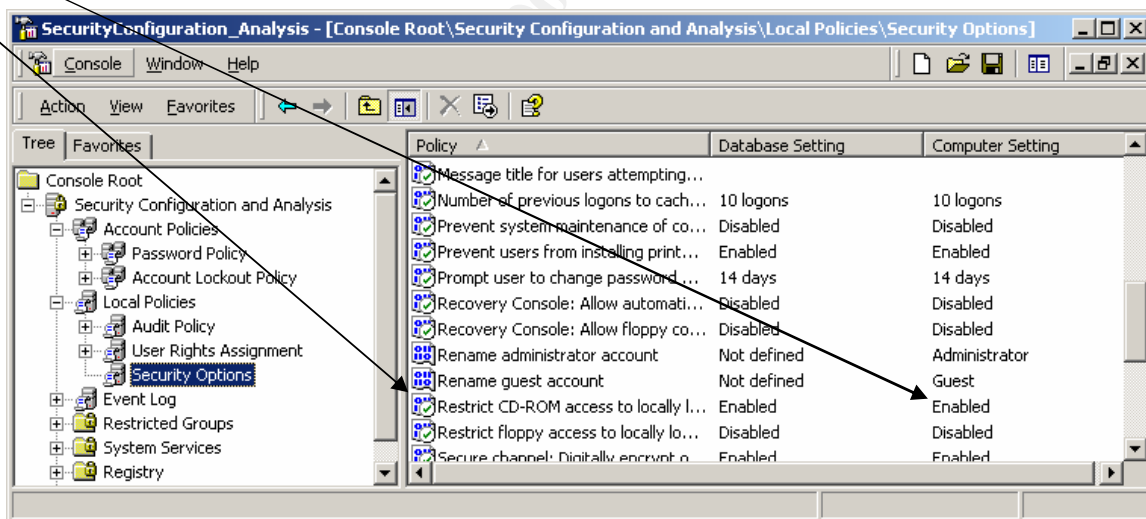 SecurityConfiguration_Analysis - [Console Root\Security Configuration and Analysis\Local Policies\Security Options]
Console Window Help
Action View Favorites
Tree Favorites
Policy Database Setting Computer Setting
Console Root
Security Configuration and Analysis
Account Policies
Password Policy
Account Lockout Policy
Local Policies
Audit Policy
User Rights Assignment
Security Options
Event Log
Restricted Groups
System Services
Registry
Message title for users attempting...
Number of previous logons to cach... 10 logons 10 logons
Prevent system maintenance of co... Disabled Disabled
Prevent users from installing print... Enabled Enabled
Prompt user to change password ... 14 days 14 days
Recovery Console: Allow automati... Disabled Disabled
Recovery Console: Allow floppy co... Disabled Disabled
Rename administrator account Not defined Administrator
Rename guest account Not defined Guest
Restrict CD-ROM access to locally l... Enabled Enabled
Restrict floppy access to locally lo... Disabled Disabled
Secure channel: Digitally encrypt o... Enabled Enabled